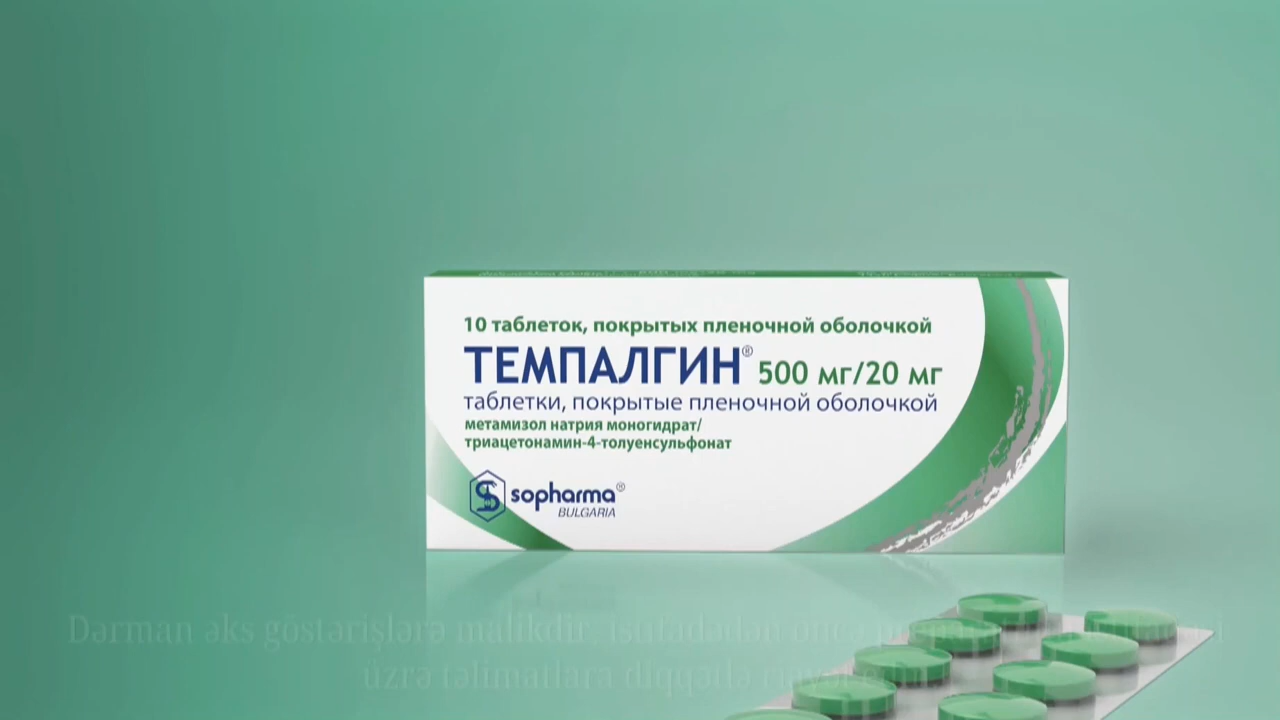 10 таблеток, покрытых пленочной оболочкой
ТЕМПАЛГИН® 500 мг/20 мг
таблетки, покрытые пленочной оболочкой
метамизол натрия моногидрат/
триацетонамин-4-толуенсульфонат
sopharma®
BULGARIA
Dərman əks göstərişlərə malikdir, istifadədən öncə
üzrə təlimatlara diqqətlə